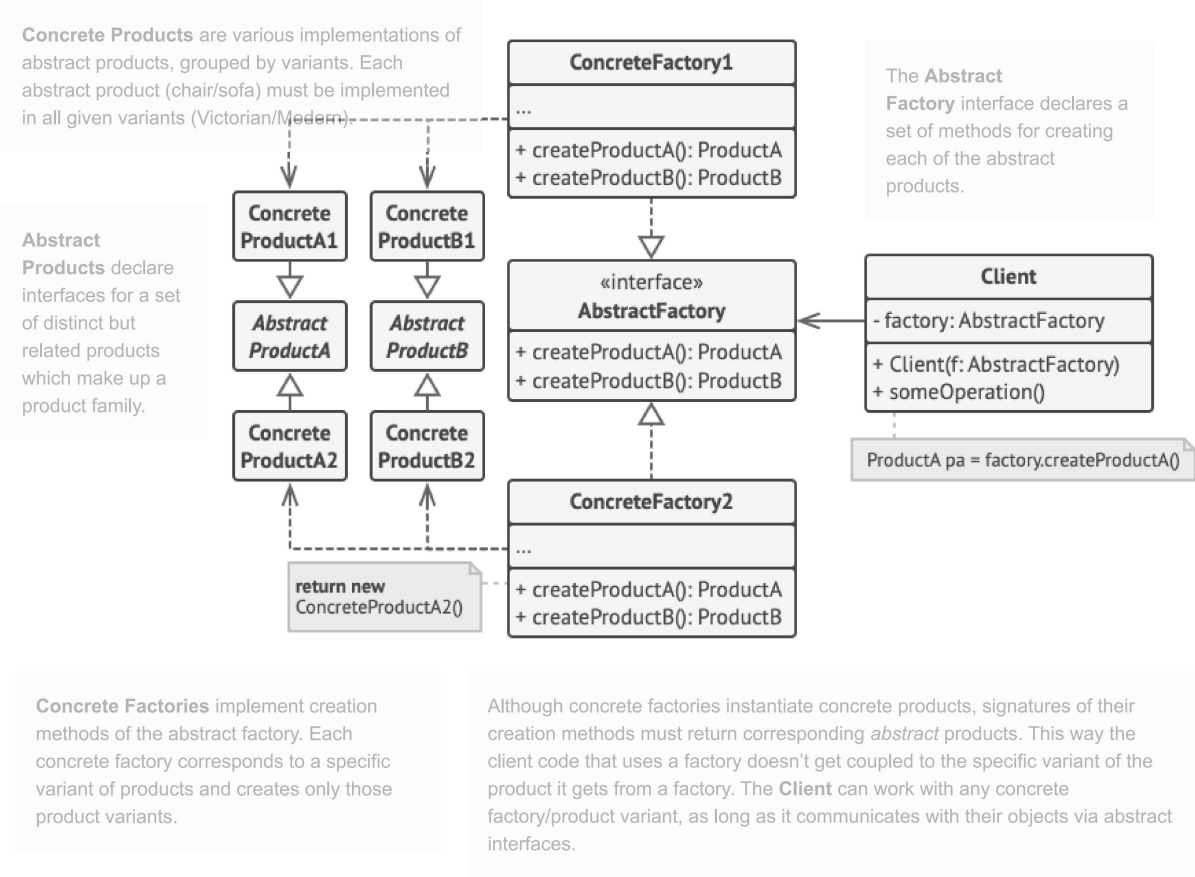 Concrete Products are various implementations of
abstract products, grouped by variants. Each
abstract product (chair/sofa) must be implemented
in all given variants (Victorian/Modern).
ConcreteFactory1
...
+ createProductA(): ProductA
+ createProductB(): ProductB
The Abstract
Factory interface declares a
set of methods for creating
each of the abstract
products.
Abstract
Products declare
interfaces for a set
of distinct but
related products
which make up a
product family.
Concrete
ProductA1
Concrete
ProductB1
Abstract
ProductA
Abstract
ProductB
Concrete
ProductA2
Concrete
ProductB2
«interface»
AbstractFactory
+ createProductA(): ProductA
+ createProductB(): ProductB
Client
- factory: AbstractFactory
+ Client(f: AbstractFactory)
+ someOperation()
ProductA pa = factory.createProductA()
ConcreteFactory2
...
+ createProductA(): ProductA
+ createProductB(): ProductB
return new
ConcreteProductA2()
Concrete Factories implement creation
methods of the abstract factory. Each
concrete factory corresponds to a specific
variant of products and creates only those
product variants.
Although concrete factories instantiate concrete products, signatures of their
creation methods must return corresponding abstract products. This way the
client code that uses a factory doesn’t get coupled to the specific variant of the
product it gets from a factory. The Client can work with any concrete
factory/product variant, as long as it communicates with their objects via abstract
interfaces.